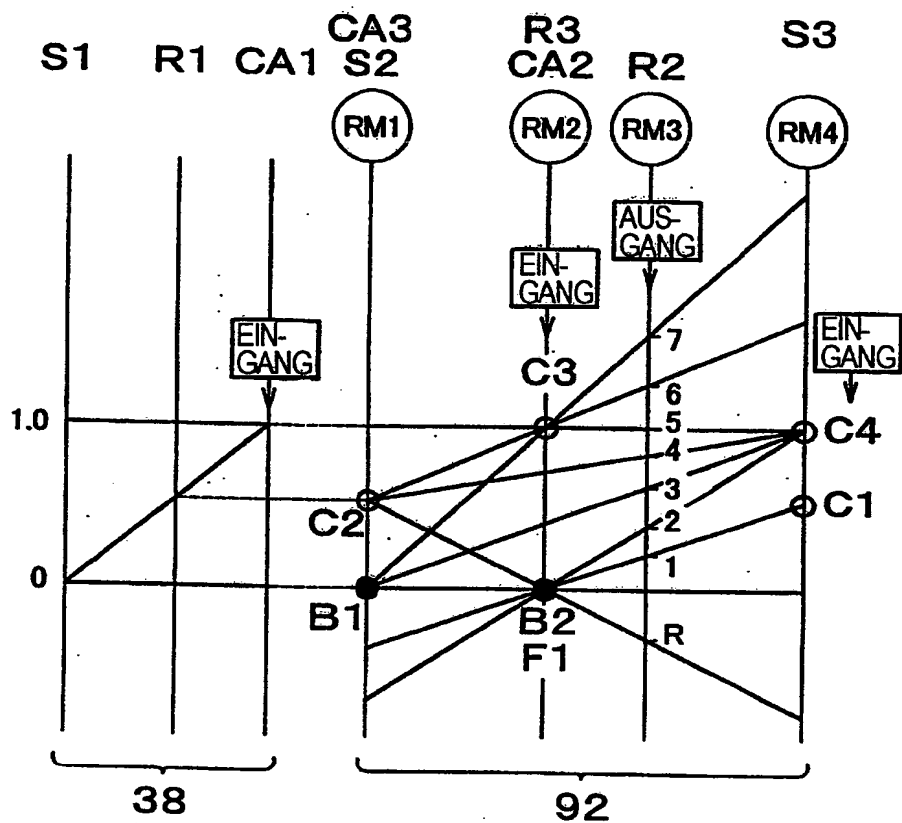 CA3 R3 S3
S1 R1 CA1 S2 CA2 R2
RM1 RM2 RM3 RM4
AUS-
GANG
EIN-
GANG
EIN-
GANG
EIN-
GANG
7
6
C3
1.0
5
C4
4
3
C2
C1
2
1
0
B1
B2
F1
R
38
92